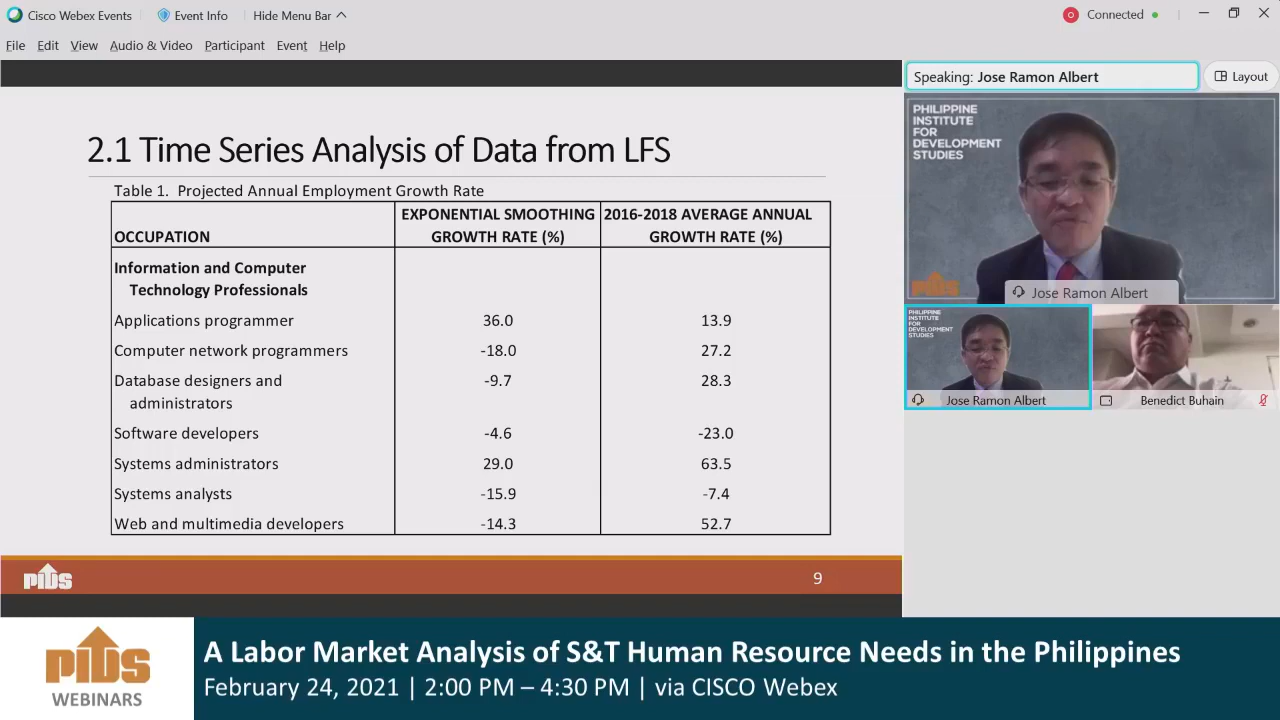 Cisco Webex Events
Event Info
Hide Menu Bar
Connected
File Edit View Audio & Video Participant Event Help
Speaking: Jose Ramon Albert
Layout
2.1 Time Series Analysis of Data from LFS
Table 1. Projected Annual Employment Growth Rate
OCCUPATION
EXPONENTIAL SMOOTHING
GROWTH RATE (%)
2016-2018 AVERAGE ANNUAL
GROWTH RATE (%)
Information and Computer
Technology Professionals
Applications programmer 36.0 13.9
Computer network programmers -18.0 27.2
Database designers and -9.7 28.3
administrators
Software developers -4.6 -23.0
Systems administrators 29.0 63.5
Systems analysts -15.9 -7.4
Web and multimedia developers -14.3 52.7
PIDS
9
PHILIPPINE
INSTITUTE
FOR
DEVELOPMENT
STUDIES
PIDS
Jose Ramon Albert
PHILIPPINE
INSTITUTE
FOR
DEVELOPMENT
STUDIES
Jose Ramon Albert
Benedict Buhain
PIDS
WEBINARS
A Labor Market Analysis of S&T Human Resource Needs in the Philippines
February 24, 2021 | 2:00 PM – 4:30 PM | via CISCO Webex